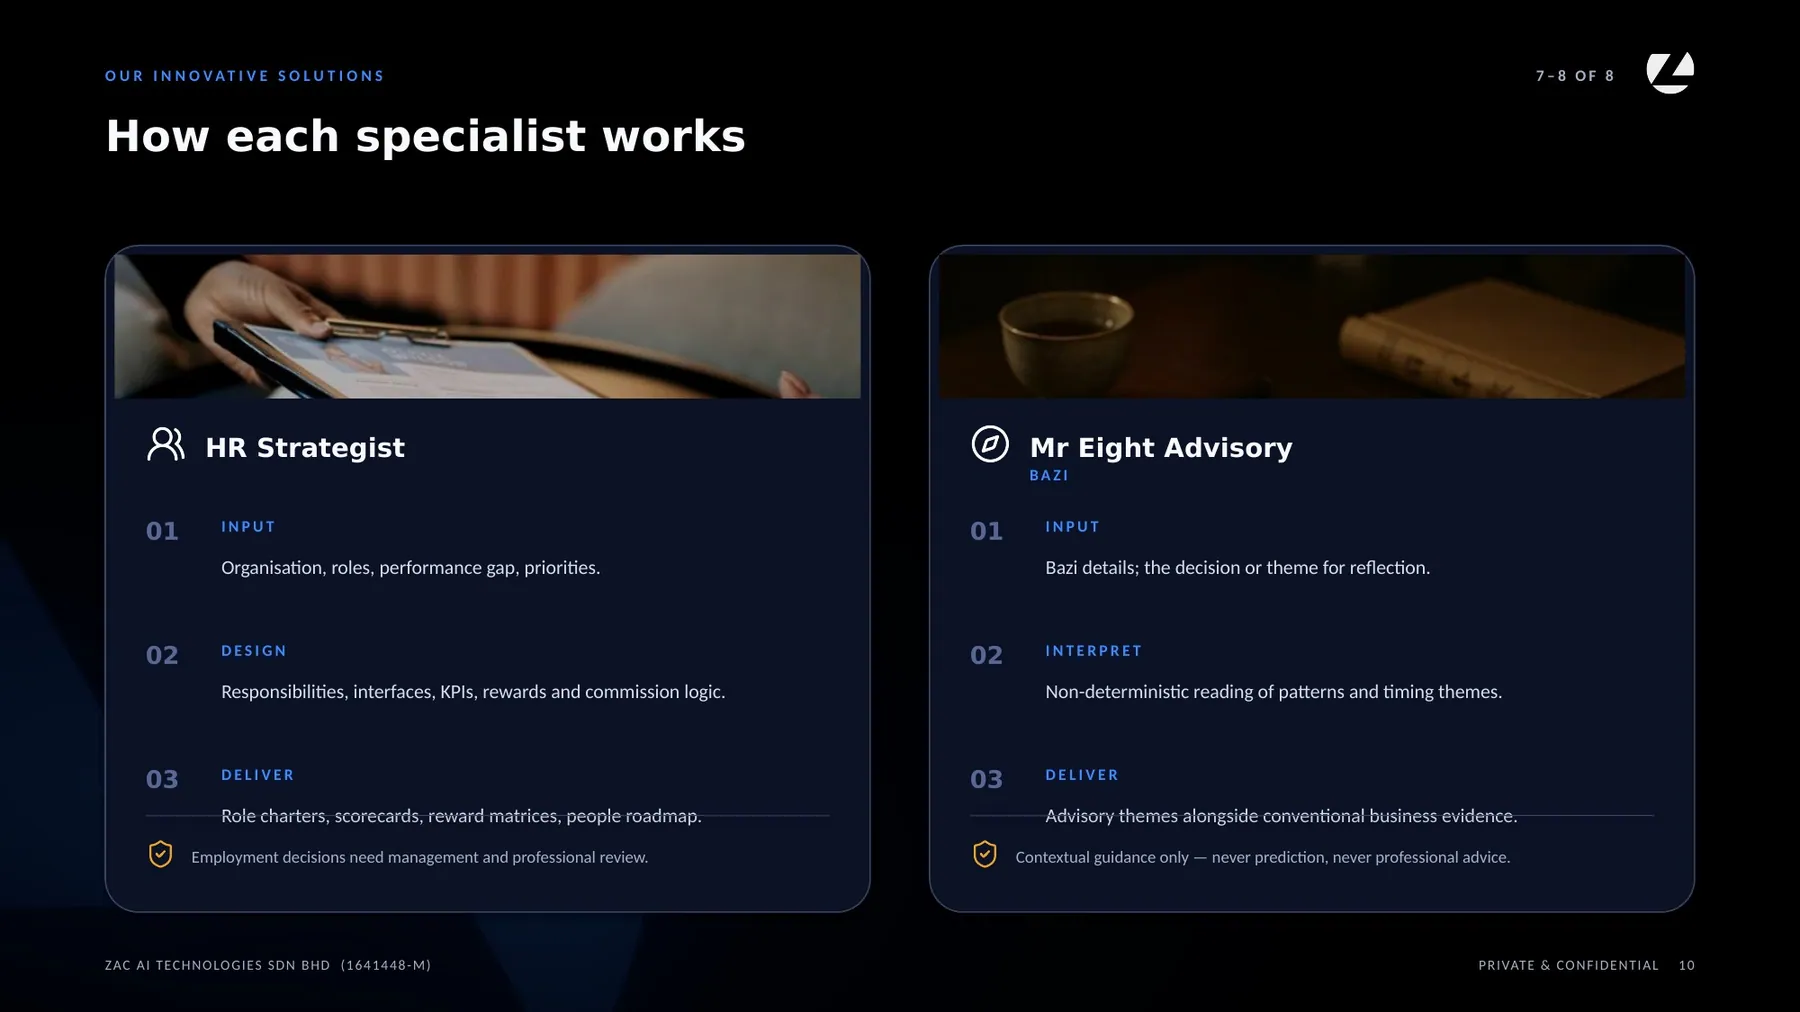 OUR INNOVATIVE SOLUTIONS
7–8 OF 8
How each specialist works
HR Strategist
01
INPUT
Organisation, roles, performance gap, priorities.
02
DESIGN
Responsibilities, interfaces, KPIs, rewards and commission logic.
03
DELIVER
Role charters, scorecards, reward matrices, people roadmap.
Employment decisions need management and professional review.
Mr Eight Advisory
BAZI
01
INPUT
Bazi details; the decision or theme for reflection.
02
INTERPRET
Non-deterministic reading of patterns and timing themes.
03
DELIVER
Advisory themes alongside conventional business evidence.
Contextual guidance only — never prediction, never professional advice.
ZAC AI TECHNOLOGIES SDN BHD (1641448-M)
PRIVATE & CONFIDENTIAL 10